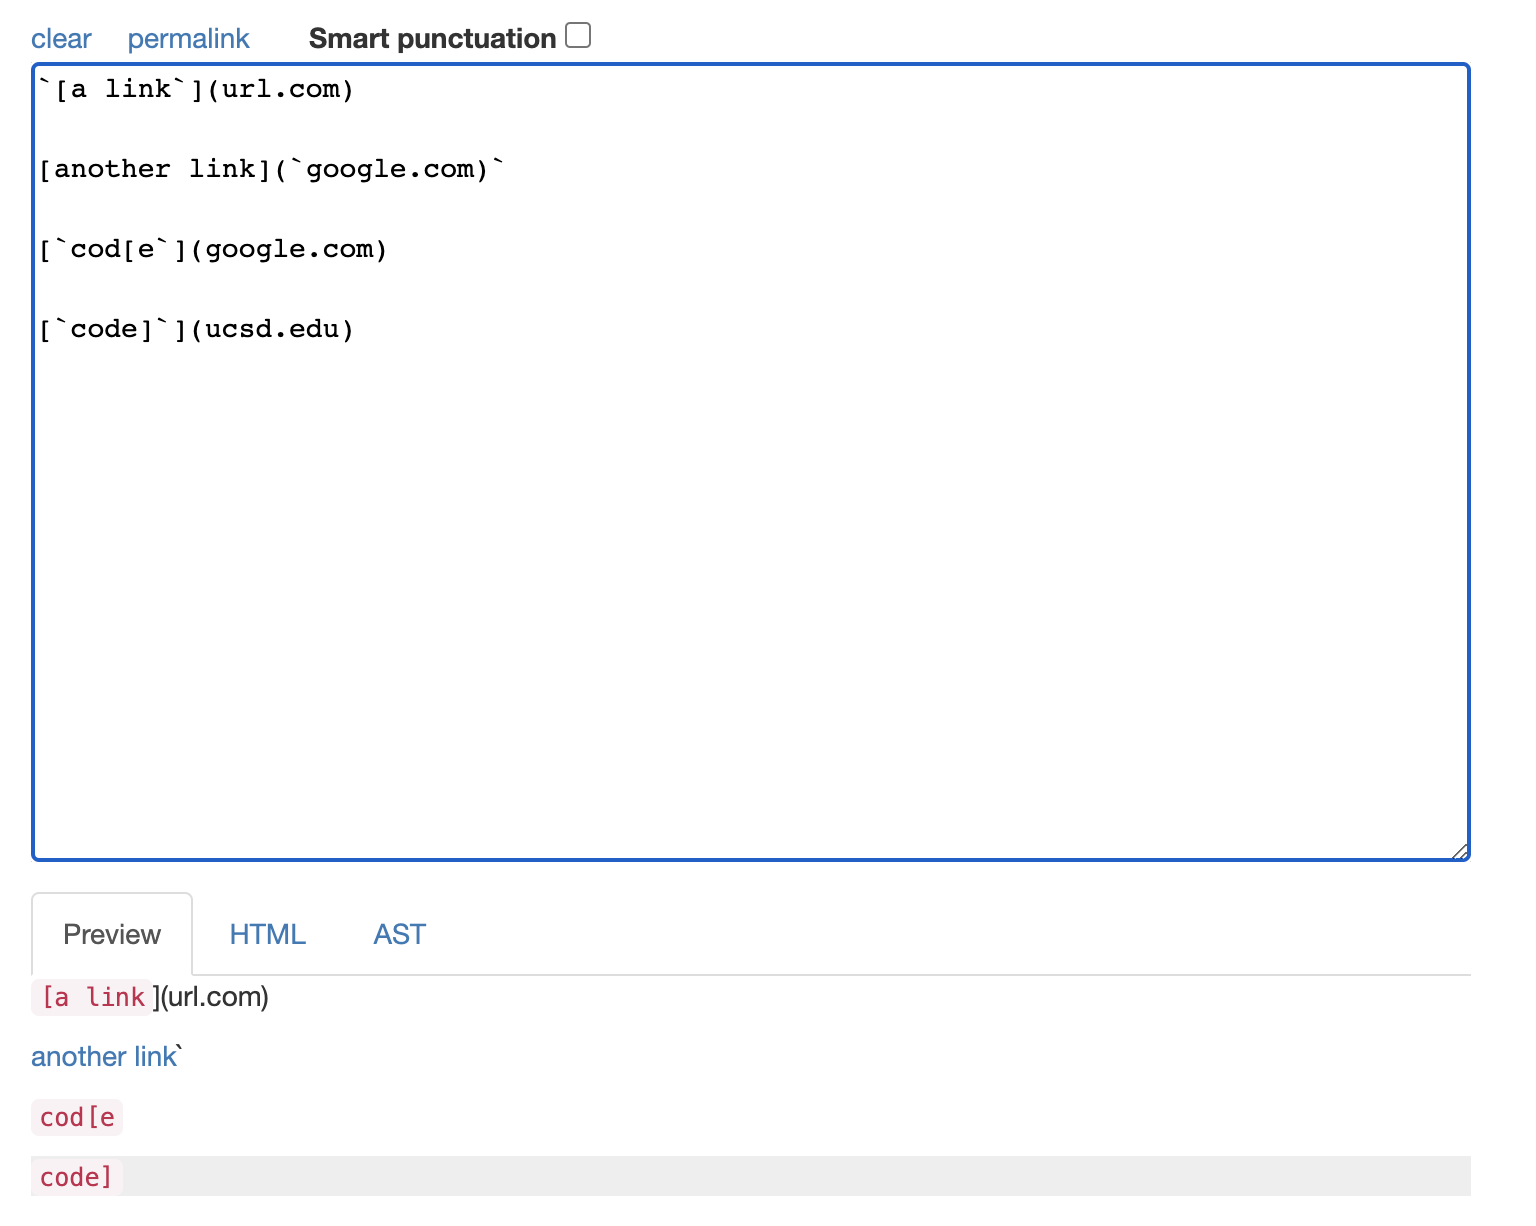 clear permalink Smart punctuation
`[a link`](url.com)
[another link](`google.com)`
[`cod[e`](google.com)
[`code]`](ucsd.edu)
Preview HTML AST
[a link](url.com)
another link`
cod[e
code]